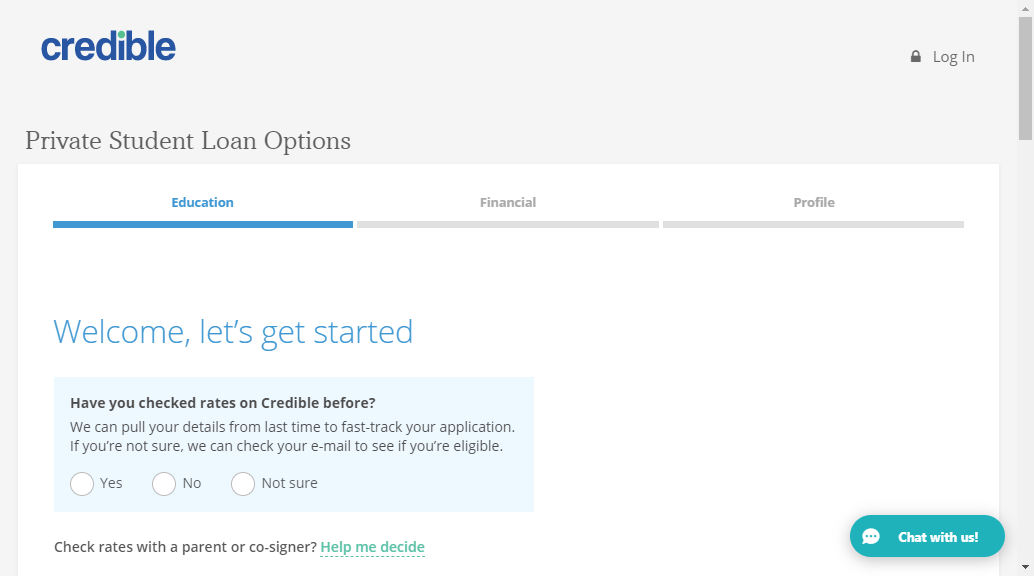 credible
Log In
Private Student Loan Options
Education
Financial
Profile
Welcome, let’s get started
Have you checked rates on Credible before?
We can pull your details from last time to fast-track your application.
If you’re not sure, we can check your e-mail to see if you’re eligible.
Yes
No
Not sure
Check rates with a parent or co-signer? Help me decide
Chat with us!